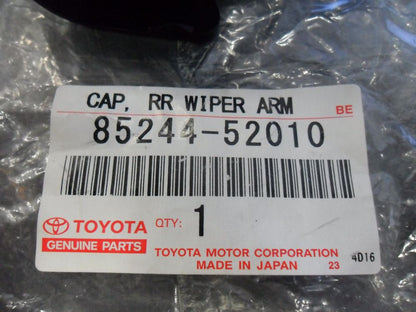 CAP, RR WIPER ARM
BE
85244-52010
TOYOTA
GENUINE PARTS
QTY: 1
TOYOTA MOTOR CORPORATION
MADE IN JAPAN 23
4D16